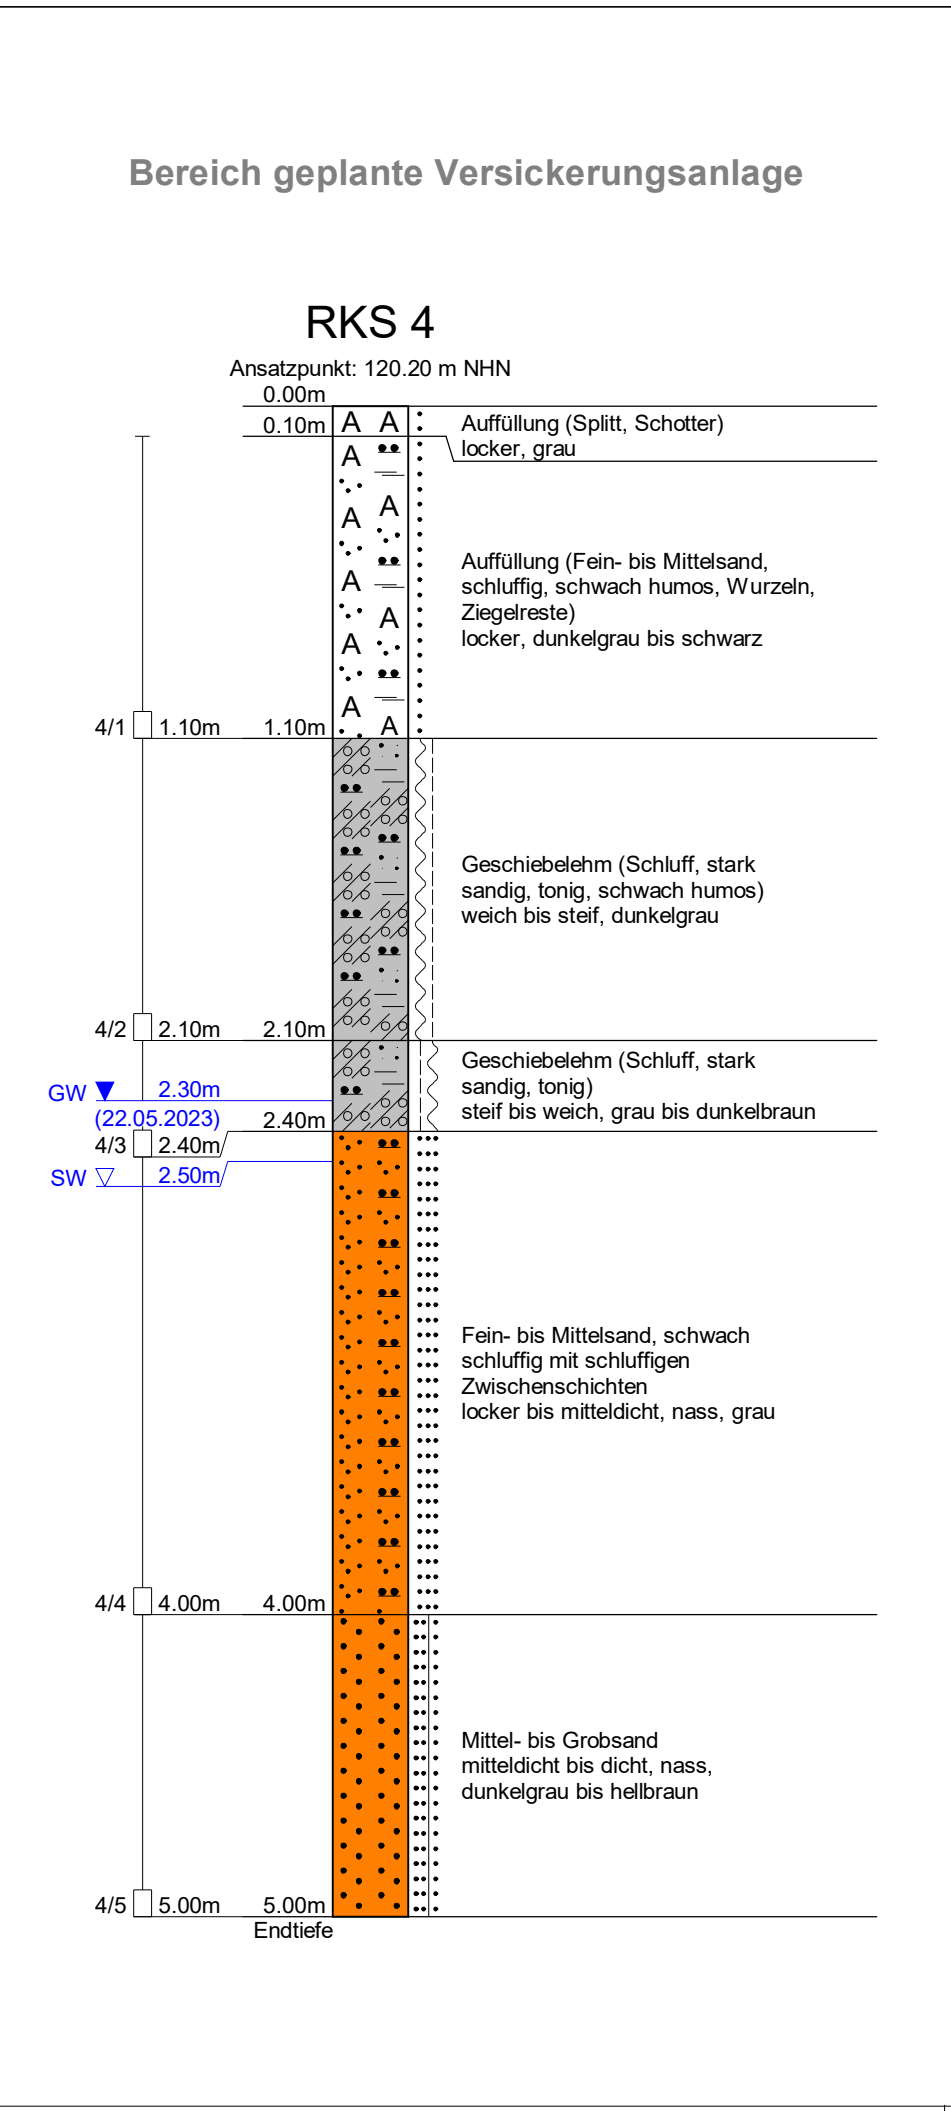 Bereich geplante Versickerungsanlage
RKS 4
Ansatzpunkt: 120.20 m NHN
0.00m
0.10m
A A
Auffüllung (Splitt, Schotter)
locker, grau
A
A
A
A
A
A
A
A
Auffüllung (Fein- bis Mittelsand,
schluffig, schwach humos, Wurzeln,
Ziegelreste)
locker, dunkelgrau bis schwarz
4/1 1.10m 1.10m
Geschiebelehm (Schluff, stark
sandig, tonig, schwach humos)
weich bis steif, dunkelgrau
4/2 2.10m 2.10m
Geschiebelehm (Schluff, stark
sandig, tonig)
steif bis weich, grau bis dunkelbraun
GW 2.30m
(22.05.2023) 2.40m
4/3 2.40m
SW 2.50m
Fein- bis Mittelsand, schwach
schluffig mit schluffigen
Zwischenschichten
locker bis mitteldicht, nass, grau
4/4 4.00m 4.00m
Mittel- bis Grobsand
mitteldicht bis dicht, nass,
dunkelgrau bis hellbraun
4/5 5.00m 5.00m
Endtiefe